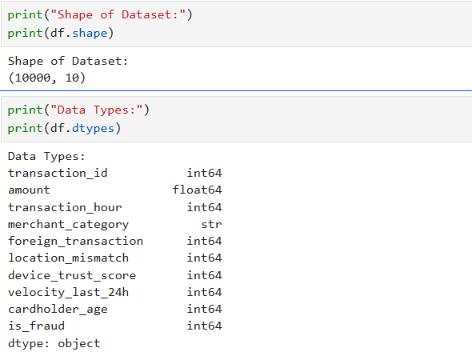 print("Shape of Dataset:")
print(df.shape)
Shape of Dataset:
(10000, 10)
print("Data Types:")
print(df.dtypes)
Data Types:
transaction_id           int64
amount                 float64
transaction_hour         int64
merchant_category          str
foreign_transaction      int64
location_mismatch        int64
device_trust_score       int64
velocity_last_24h        int64
cardholder_age           int64
is_fraud                 int64
dtype: object